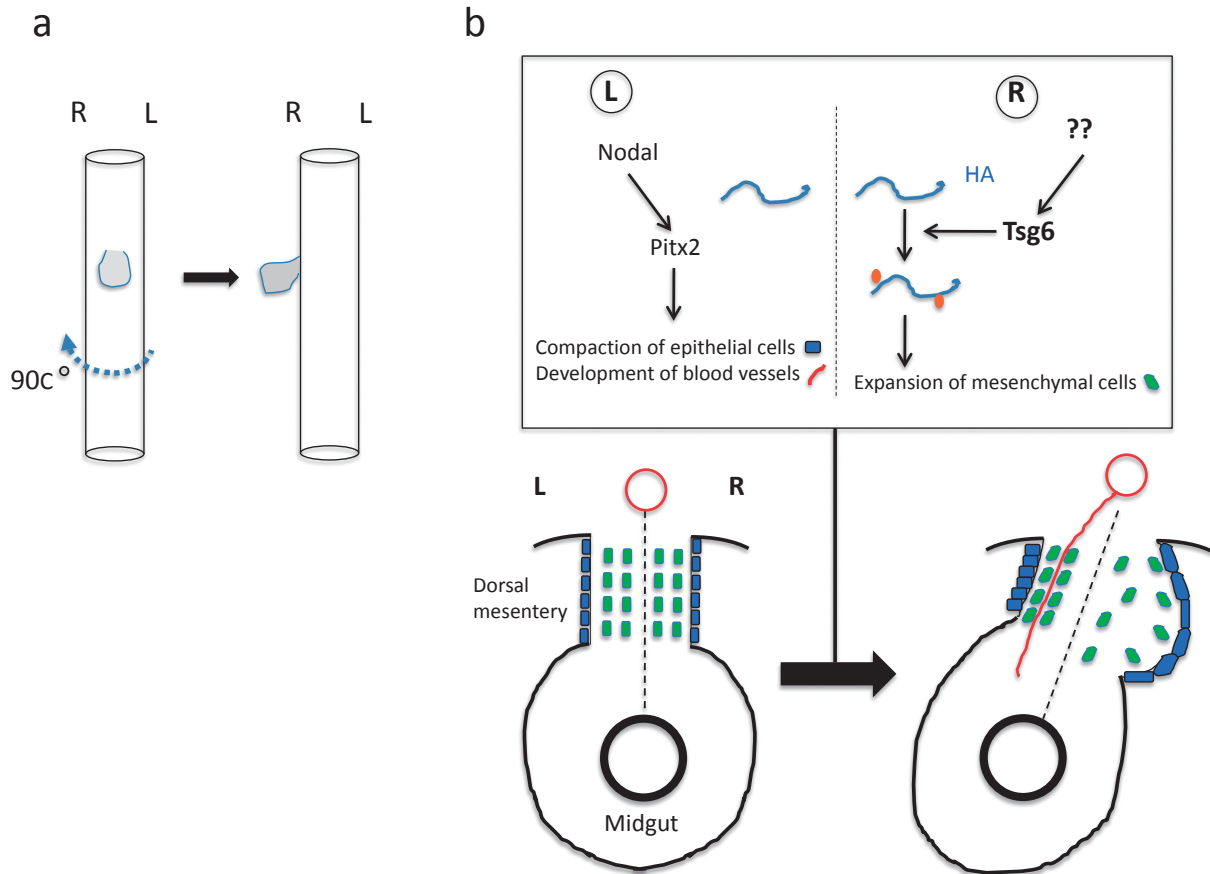 a
R L
R L
90c°
b
L
R
Nodal
Pitx2
Compaction of epithelial cells
Development of blood vessels
??
HA
Tsg6
Expansion of mesenchymal cells
L
R
Dorsal
mesentery
Midgut